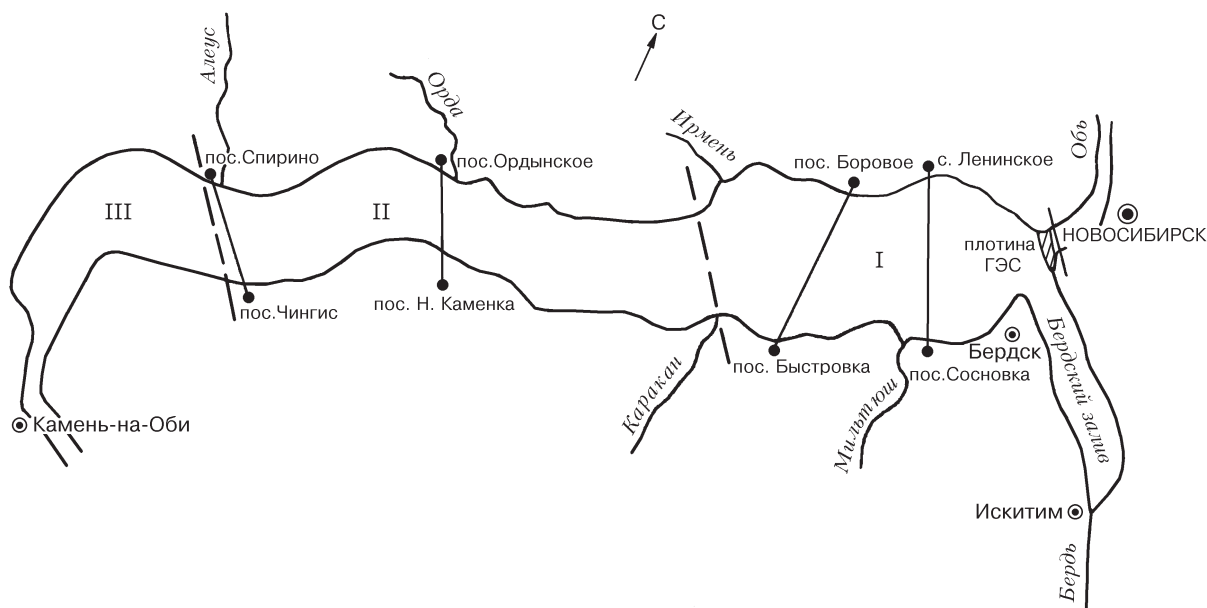 С
Алеус
Орда
Ирмень
Обь
пос.Спирино
пос.Ордынское
пос. Боровое
с. Ленинское
III
II
I
плотина
ГЭС
НОВОСИБИРСК
пос.Чингис
пос. Н. Каменка
пос. Быстровка
пос.Сосновка
Бердск
Бердский залив
Каракан
Мильтюш
Камень-на-Оби
Искитим
Бердь